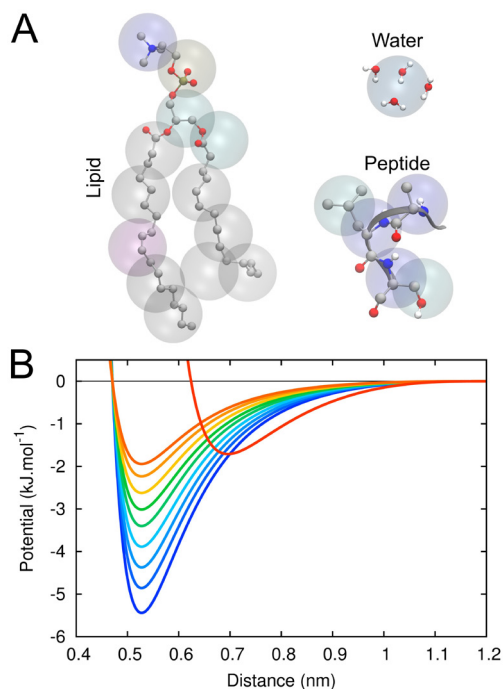 A
Water
Lipid
Peptide
B
Potential (kJ.mol-1)
0
-1
-2
-3
-4
-5
-6
0.4 0.5 0.6 0.7 0.8 0.9 1 1.1 1.2
Distance (nm)